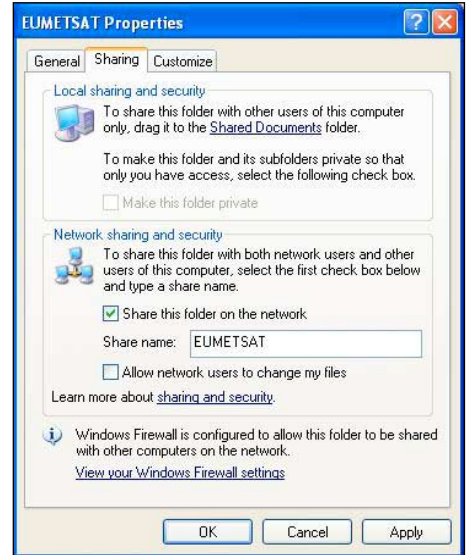 EUMETSAT Properties
General Sharing Customize
Local sharing and security
To share this folder with other users of this computer
only, drag it to the Shared Documents folder.
To make this folder and its subfolders private so that
only you have access, select the following check box.
Make this folder private
Network sharing and security
To share this folder with both network users and other
users of this computer, select the first check box below
and type a share name.
Share this folder on the network
Share name: EUMETSAT
Allow network users to change my files
Learn more about sharing and security.
Windows Firewall is configured to allow this folder to be shared
with other computers on the network.
View your Windows Firewall settings
OK Cancel Apply